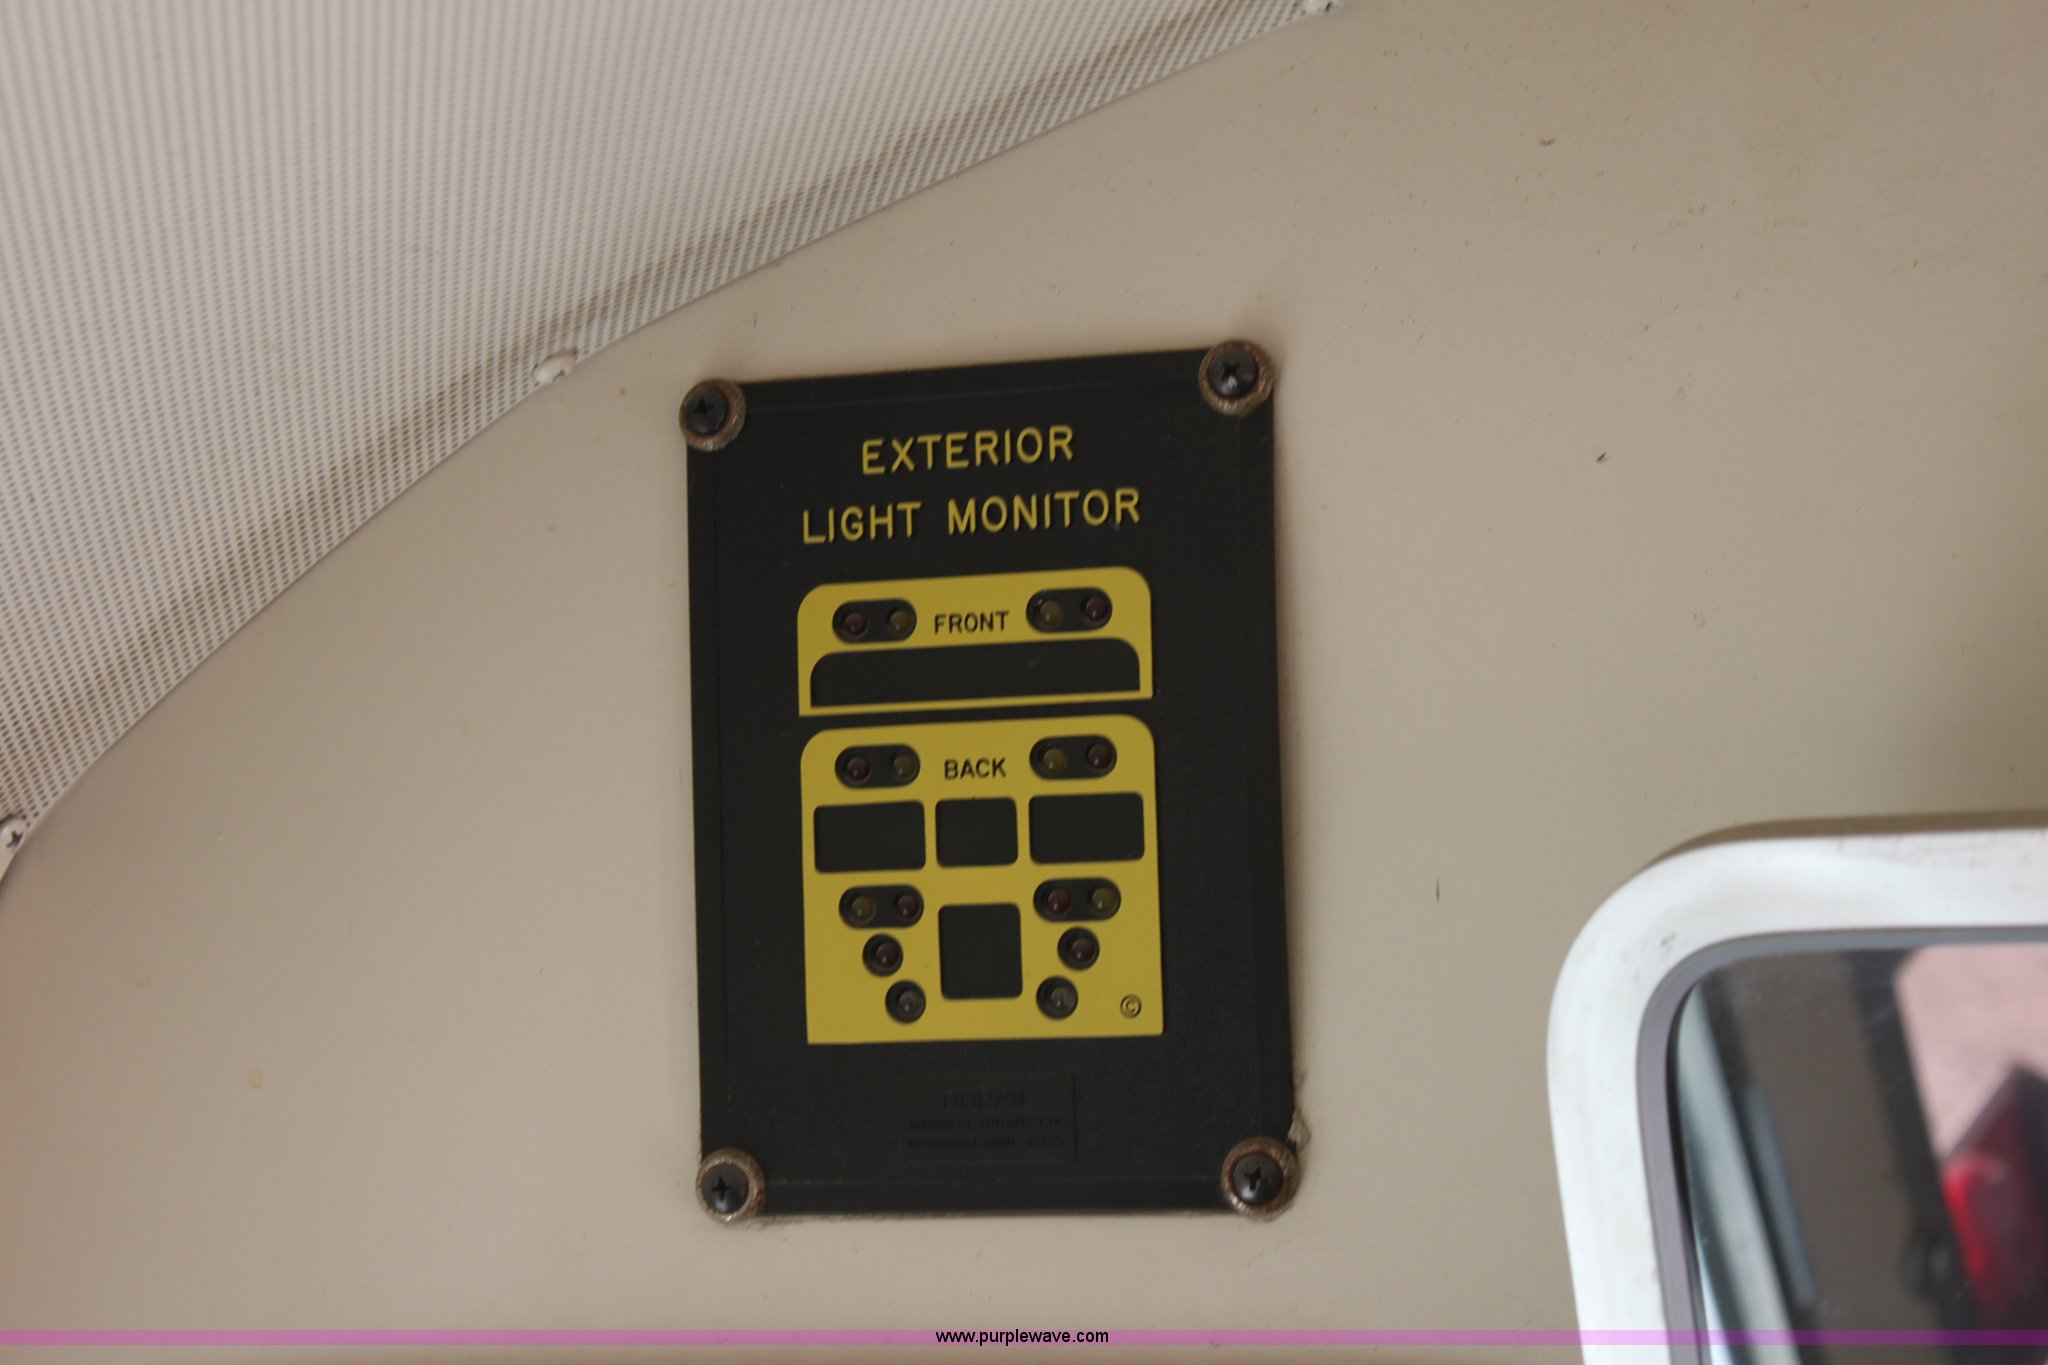 EXTERIOR
LIGHT MONITOR
FRONT
BACK
©
www.purplewave.com